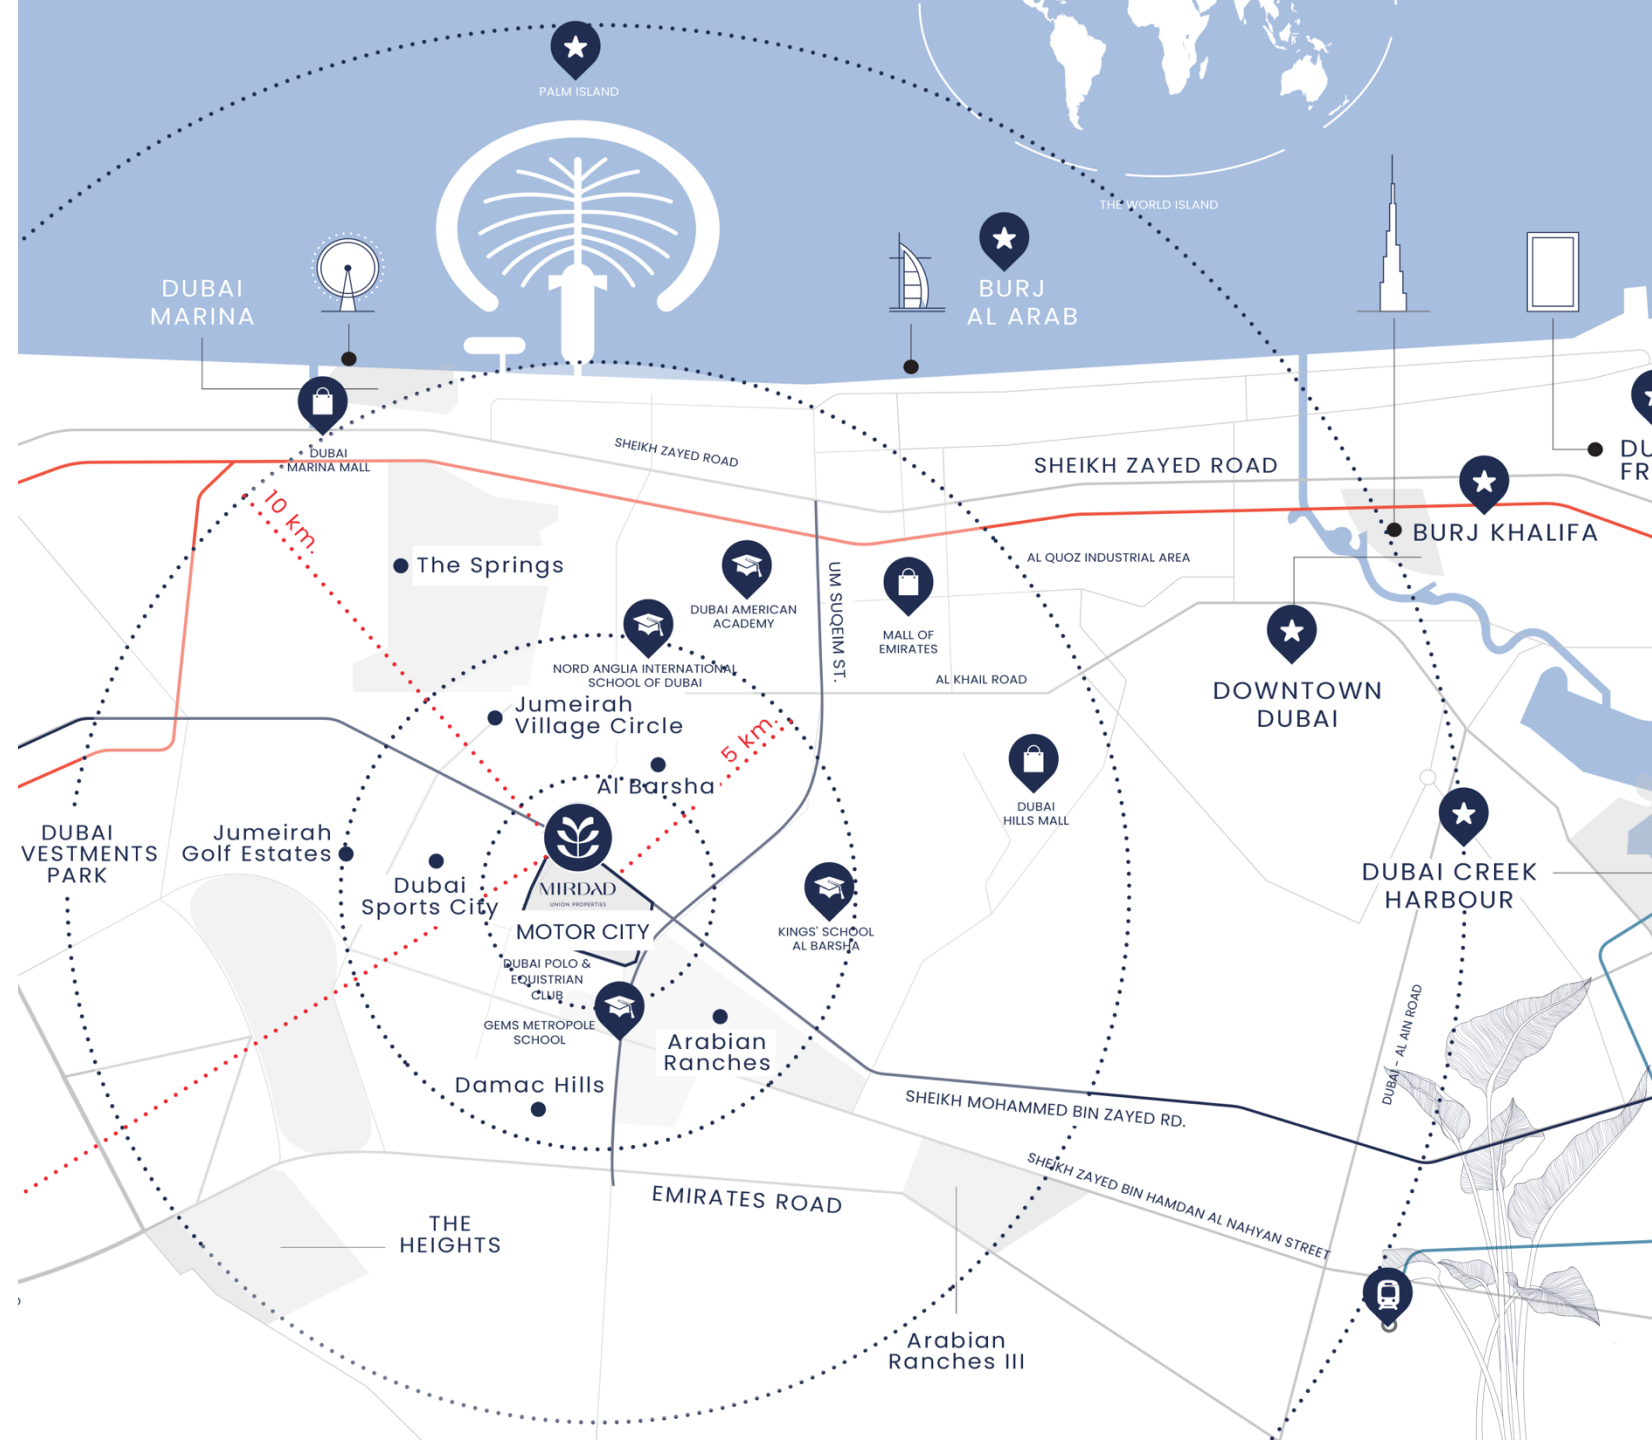 PALM ISLAND
THE WORLD ISLAND
DUBAI
MARINA
BURJ
AL ARAB
DUBAI
MARINA MALL
SHEIKH ZAYED ROAD
SHEIKH ZAYED ROAD
DU
FR
BURJ KHALIFA
10 km.
The Springs
DUBAI AMERICAN
ACADEMY
UM SUQEIM ST.
AL QUOZ INDUSTRIAL AREA
MALL OF
EMIRATES
NORD ANGLIA INTERNATIONAL
SCHOOL OF DUBAI
AL KHAIL ROAD
DOWNTOWN
DUBAI
Jumeirah
Village Circle
5 km.
Al Barsha
DUBAI
HILLS MALL
DUBAI
VESTMENTS
PARK
Jumeirah
Golf Estates
Dubai
Sports City
MIRDAD
UNION PROPERTIES
MOTOR CITY
KINGS' SCHOOL
AL BARSHA
DUBAI CREEK
HARBOUR
DUBAI POLO &
EQUISTRIAN
CLUB
GEMS METROPOLE
SCHOOL
Arabian
Ranches
Damac Hills
DUBAI - AL AIN ROAD
SHEIKH MOHAMMED BIN ZAYED RD.
SHEIKH ZAYED BIN HAMDAN AL NAHYAN STREET
EMIRATES ROAD
THE
HEIGHTS
Arabian
Ranches III